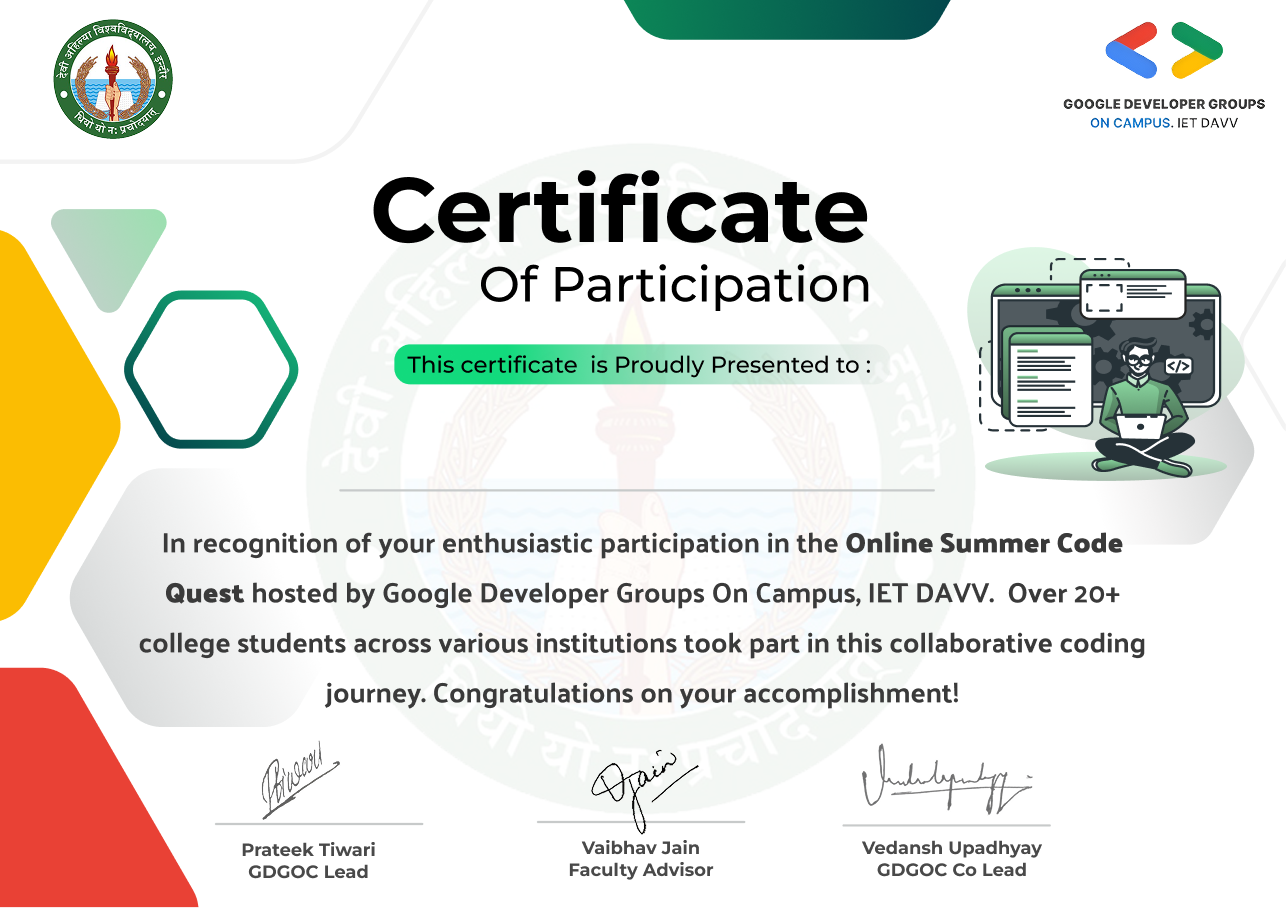 देवी अहिल्या विश्वविद्यालय, इन्दौर
धियो यो नः प्रचोदयात्
GOOGLE DEVELOPER GROUPS
ON CAMPUS. IET DAVV
Certificate
Of Participation
This certificate  is Proudly Presented to :
</>
In recognition of your enthusiastic participation in the Online Summer Code
Quest hosted by Google Developer Groups On Campus, IET DAVV.  Over 20+
college students across various institutions took part in this collaborative coding
journey. Congratulations on your accomplishment!
Prateek Tiwari
GDGOC Lead
Vaibhav Jain
Faculty Advisor
Vedansh Upadhyay
GDGOC Co Lead